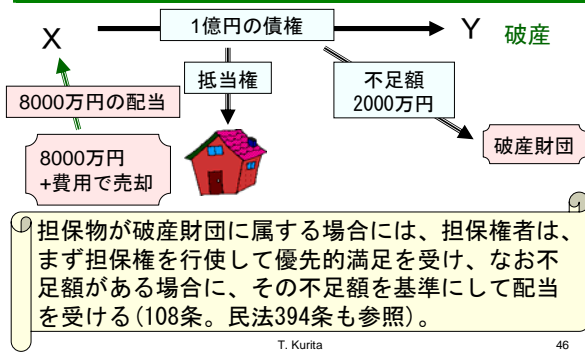 1億円の債権
X
Y
破産
抵当権
不足額
2000万円
8000万円の配当
8000万円
+費用で売却
破産財団
担保物が破産財団に属する場合には、担保権者は、
まず担保権を行使して優先的満足を受け、なお不
足額がある場合に、その不足額を基準にして配当
を受ける(108条。民法394条も参照)。
T. Kurita
46